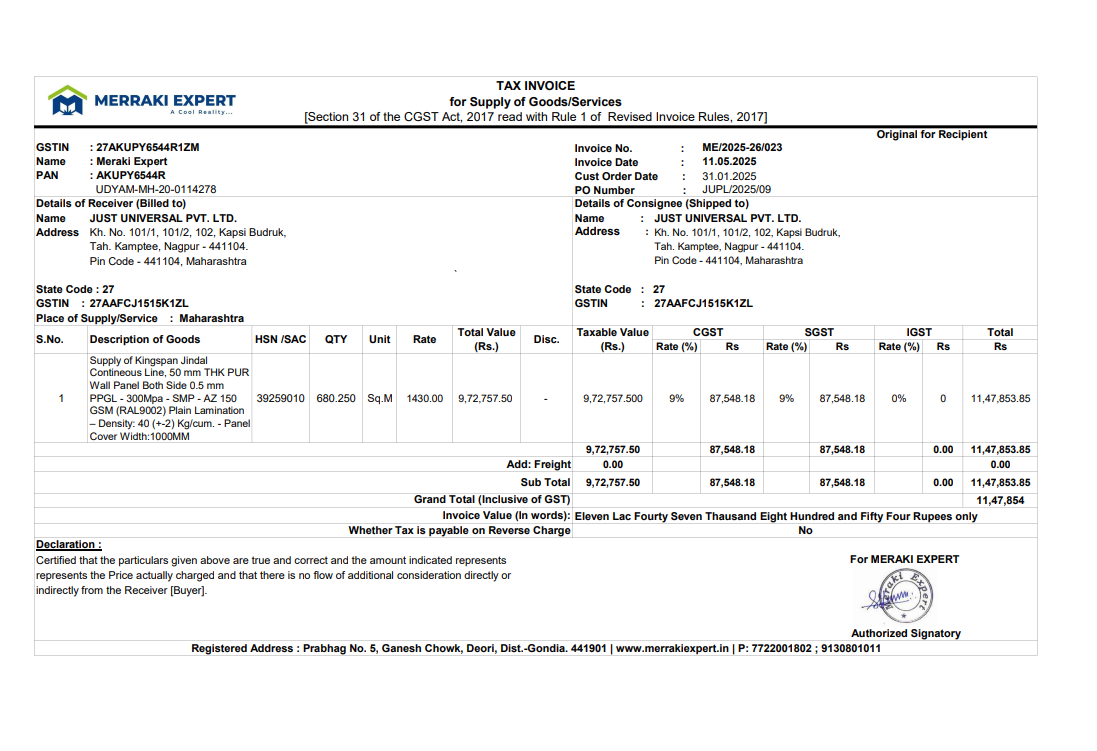 MERRAKI EXPERT
A Cool Reality...
TAX INVOICE
for Supply of Goods/Services
[Section 31 of the CGST Act, 2017 read with Rule 1 of Revised Invoice Rules, 2017]
Original for Recipient
GSTIN : 27AKUPY6544R1ZM
Name : Meraki Expert
PAN : AKUPY6544R
UDYAM-MH-20-0114278
Invoice No. : ME/2025-26/023
Invoice Date : 11.05.2025
Cust Order Date : 31.01.2025
PO Number : JUPL/2025/09
Details of Receiver (Billed to)
Name JUST UNIVERSAL PVT. LTD.
Address Kh. No. 101/1, 101/2, 102, Kapsi Budruk,
Tah. Kamptee, Nagpur - 441104.
Pin Code - 441104, Maharashtra
State Code : 27
GSTIN : 27AAFCJ1515K1ZL
Place of Supply/Service : Maharashtra
Details of Consignee (Shipped to)
Name : JUST UNIVERSAL PVT. LTD.
Address : Kh. No. 101/1, 101/2, 102, Kapsi Budruk,
Tah. Kamptee, Nagpur - 441104.
Pin Code - 441104, Maharashtra
State Code : 27
GSTIN : 27AAFCJ1515K1ZL
S.No. Description of Goods HSN /SAC QTY Unit Rate Total Value (Rs.) Disc. Taxable Value (Rs.) CGST SGST IGST Total
Rate (%) Rs Rate (%) Rs Rate (%) Rs Rs
Supply of Kingspan Jindal
Contineous Line, 50 mm THK PUR
Wall Panel Both Side 0.5 mm
1 PPGL - 300Mpa - SMP - AZ 150 39259010 680.250 Sq.M 1430.00 9,72,757.50 - 9,72,757.500 9% 87,548.18 9% 87,548.18 0% 0 11,47,853.85
GSM (RAL9002) Plain Lamination
– Density: 40 (+-2) Kg/cum. - Panel
Cover Width:1000MM
9,72,757.50 87,548.18 87,548.18 0.00 11,47,853.85
Add: Freight 0.00 0.00
Sub Total 9,72,757.50 87,548.18 87,548.18 0.00 11,47,853.85
Grand Total (Inclusive of GST) 11,47,854
Invoice Value (In words): Eleven Lac Fourty Seven Thausand Eight Hundred and Fifty Four Rupees only
Whether Tax is payable on Reverse Charge No
Declaration :
Certified that the particulars given above are true and correct and the amount indicated represents
represents the Price actually charged and that there is no flow of additional consideration directly or
indirectly from the Receiver [Buyer].
For MERAKI EXPERT
Meraki Expert
Authorized Signatory
Registered Address : Prabhag No. 5, Ganesh Chowk, Deori, Dist.-Gondia. 441901 | www.merrakiexpert.in | P: 7722001802 ; 9130801011